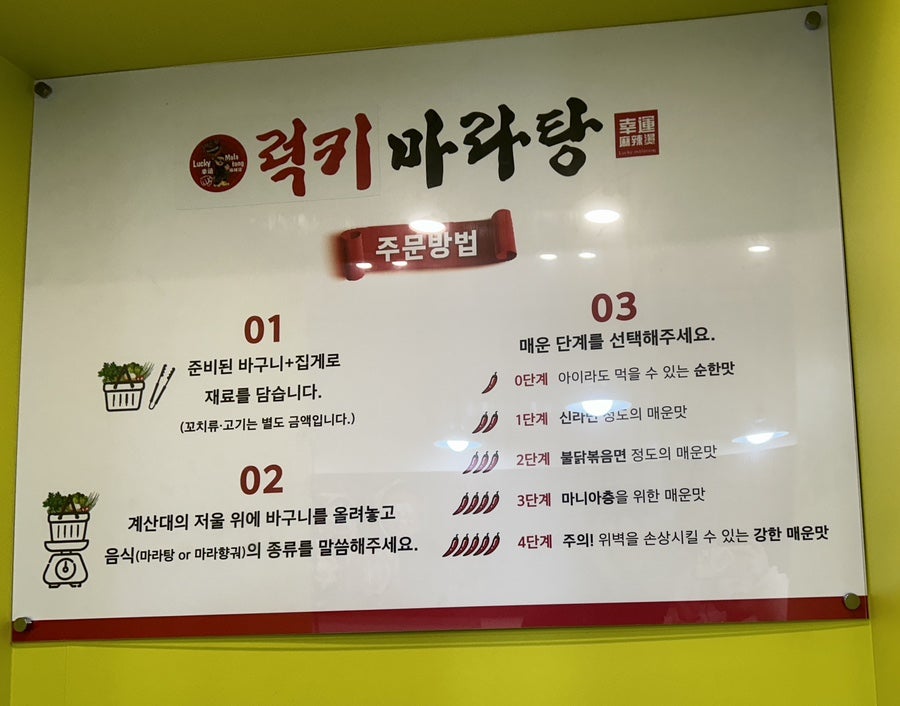 Lucky Mala tang
럭키 마라탕
幸運
麻辣燙
주문방법
01
준비된 바구니+집게로
재료를 담습니다.
(꼬치류·고기는 별도 금액입니다.)
02
계산대의 저울 위에 바구니를 올려놓고
음식(마라탕 or 마라향궈)의 종류를 말씀해주세요.
03
매운 단계를 선택해주세요.
0단계 아이라도 먹을 수 있는 순한맛
1단계 신라면 정도의 매운맛
2단계 불닭볶음면 정도의 매운맛
3단계 마니아층을 위한 매운맛
4단계 주의! 위벽을 손상시킬 수 있는 강한 매운맛